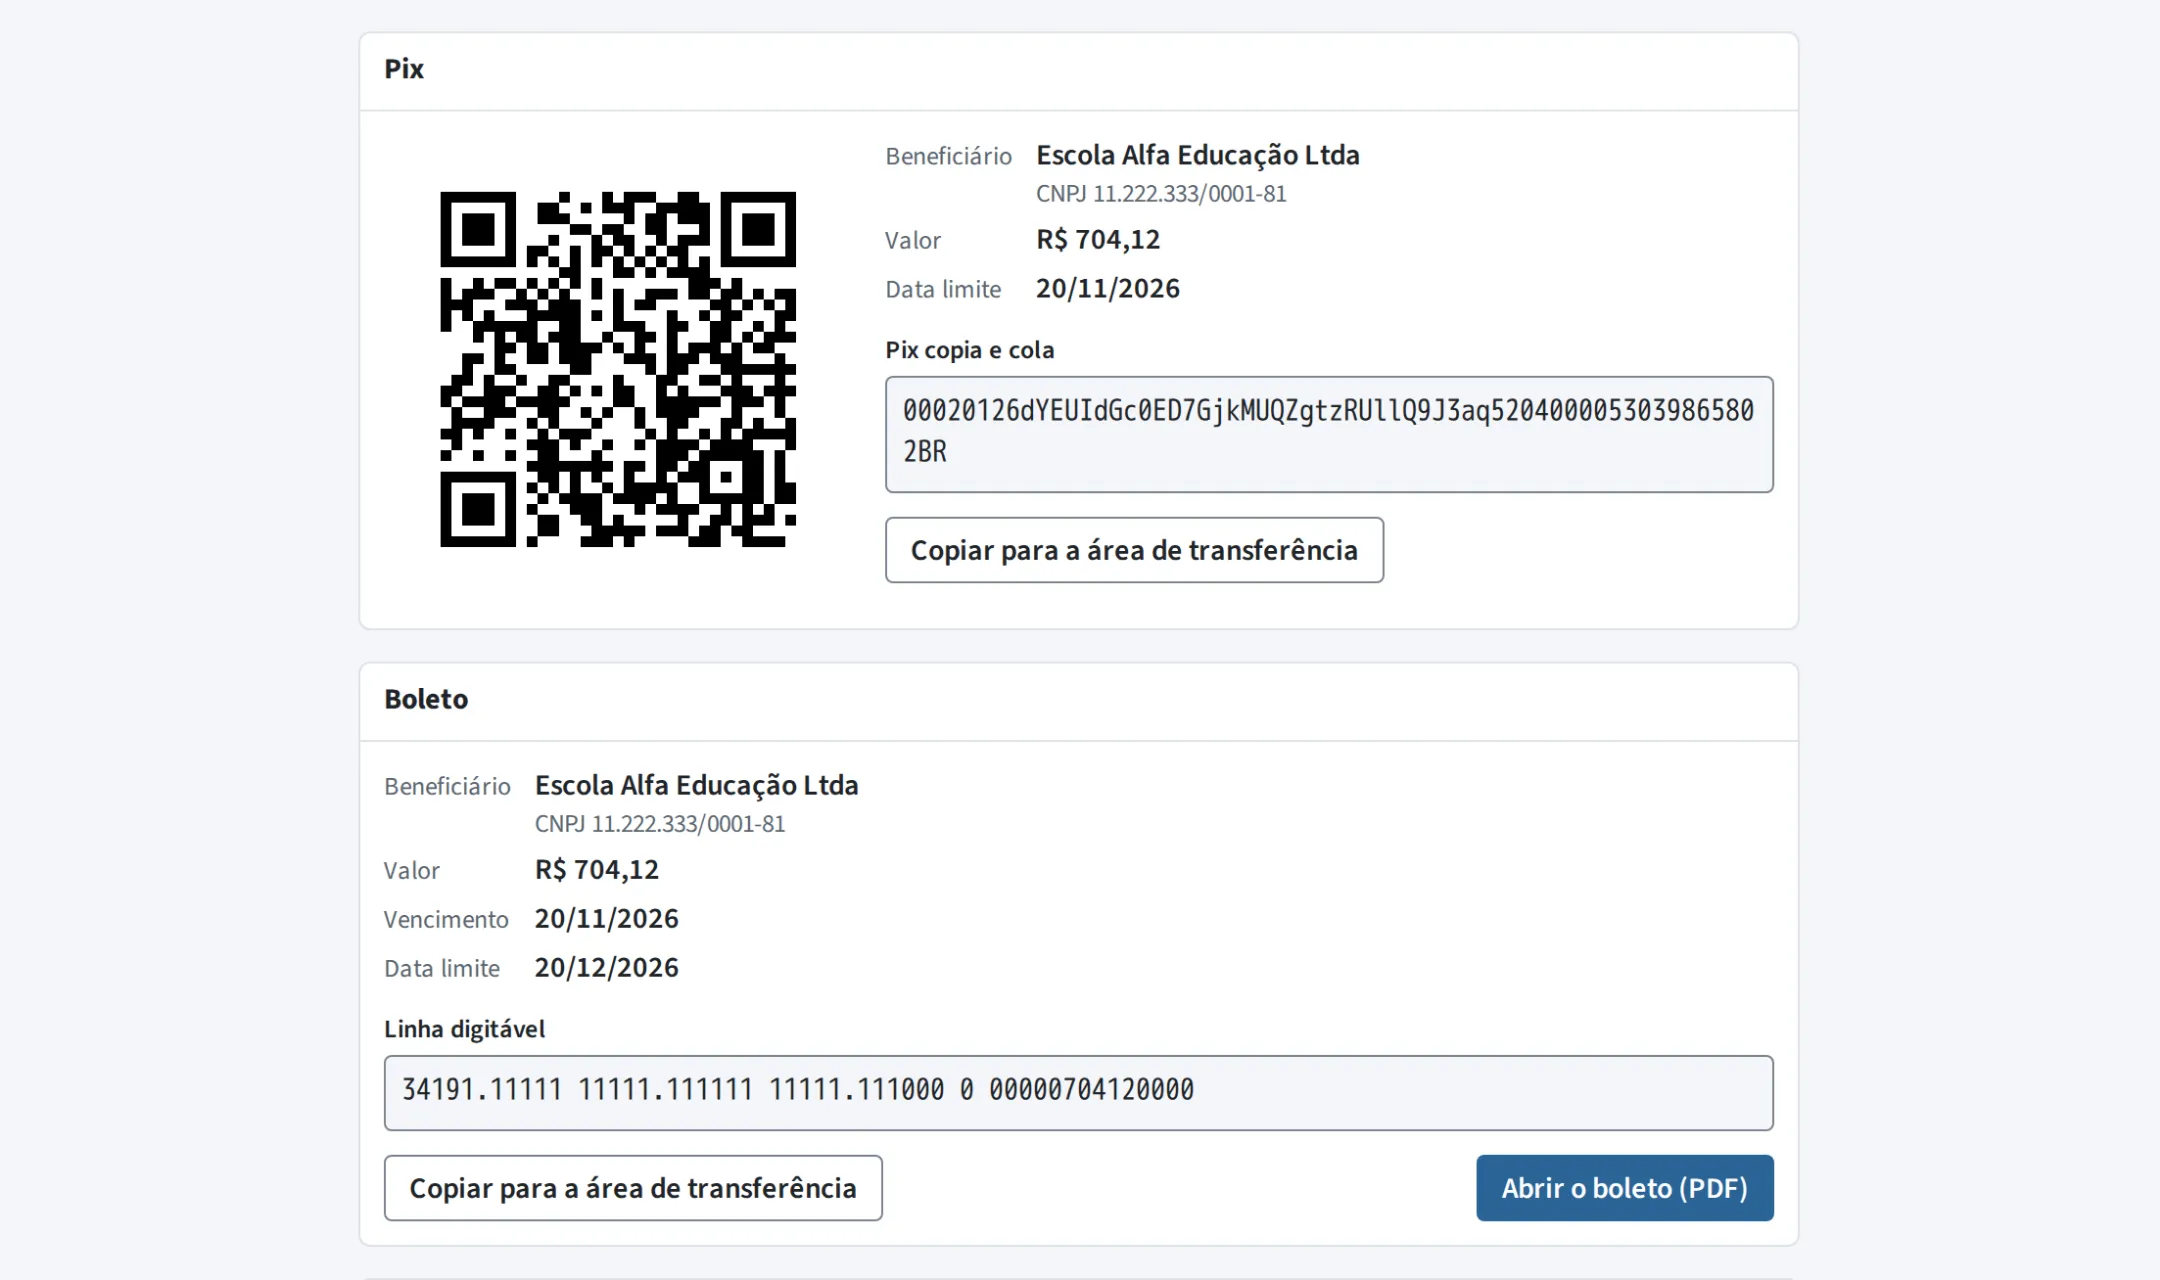 Pix
Beneficiário Escola Alfa Educação Ltda
CNPJ 11.222.333/0001-81
Valor R$ 704,12
Data limite 20/11/2026
Pix copia e cola
00020126dYEUIdGc0ED7GjkMUQZgtzRUllQ9J3aq520400005303986580
2BR
Copiar para a área de transferência
Boleto
Beneficiário Escola Alfa Educação Ltda
CNPJ 11.222.333/0001-81
Valor R$ 704,12
Vencimento 20/11/2026
Data limite 20/12/2026
Linha digitável
34191.11111 11111.111111 11111.111000 0 00000704120000
Copiar para a área de transferência
Abrir o boleto (PDF)